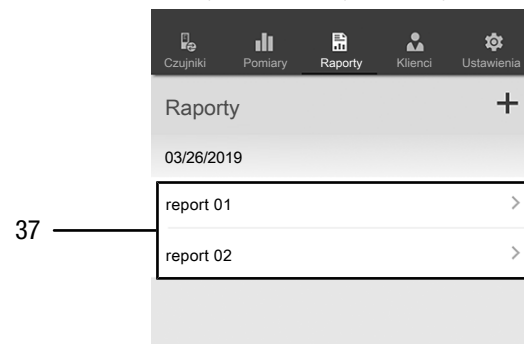 Czujniki Pomiary Raporty Klienci Ustawienia
Raporty +
03/26/2019
report 01 >
37
report 02 >